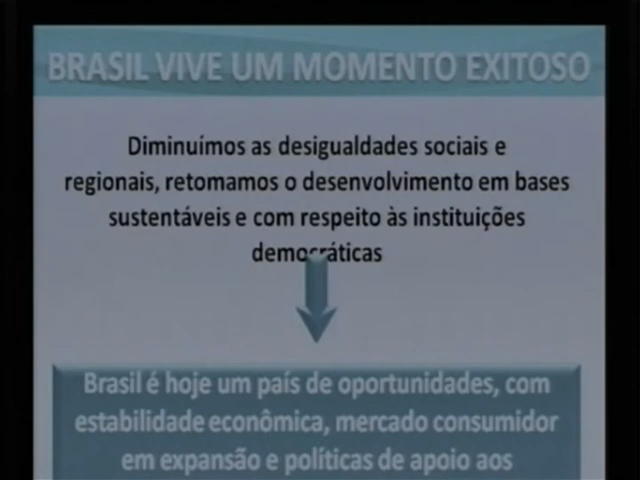 BRASIL VIVE UM MOMENTO EXITOSO
Diminuímos as desigualdades sociais e
regionais, retomamos o desenvolvimento em bases
sustentáveis e com respeito às instituições
democráticas
Brasil é hoje um país de oportunidades, com
estabilidade econômica, mercado consumidor
em expansão e políticas de apoio aos